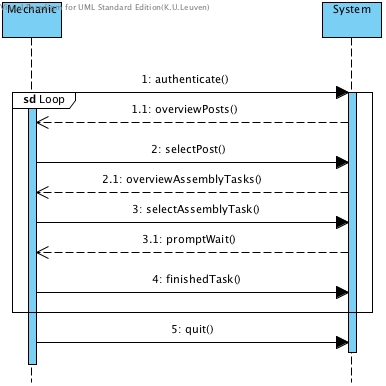 for UML Standard Edition(K.U.Leuven)
Mechanic System
1: authenticate()
sd Loop
1.1: overviewPosts()
2: selectPost()
2.1: overviewAssemblyTasks()
3: selectAssemblyTask()
3.1: promptWait()
4: finishedTask()
5: quit()